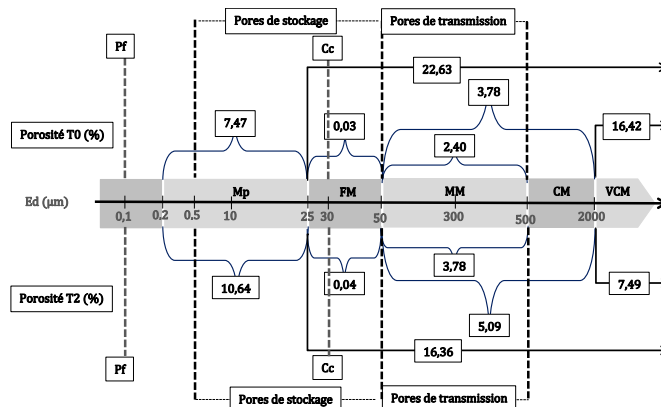 Pores de stockage
Pores de transmission
Pf
Cc
22,63
7,47
0,03
3,78
16,42
Porosité T0 (%)
2,40
Mp
FM
MM
CM
VCM
Ed (µm)
0,1
0,2
0,5
10
25
30
50
300
500
2000
10,64
0,04
3,78
7,49
Porosité T2 (%)
5,09
16,36
Pf
Cc
Pores de stockage
Pores de transmission